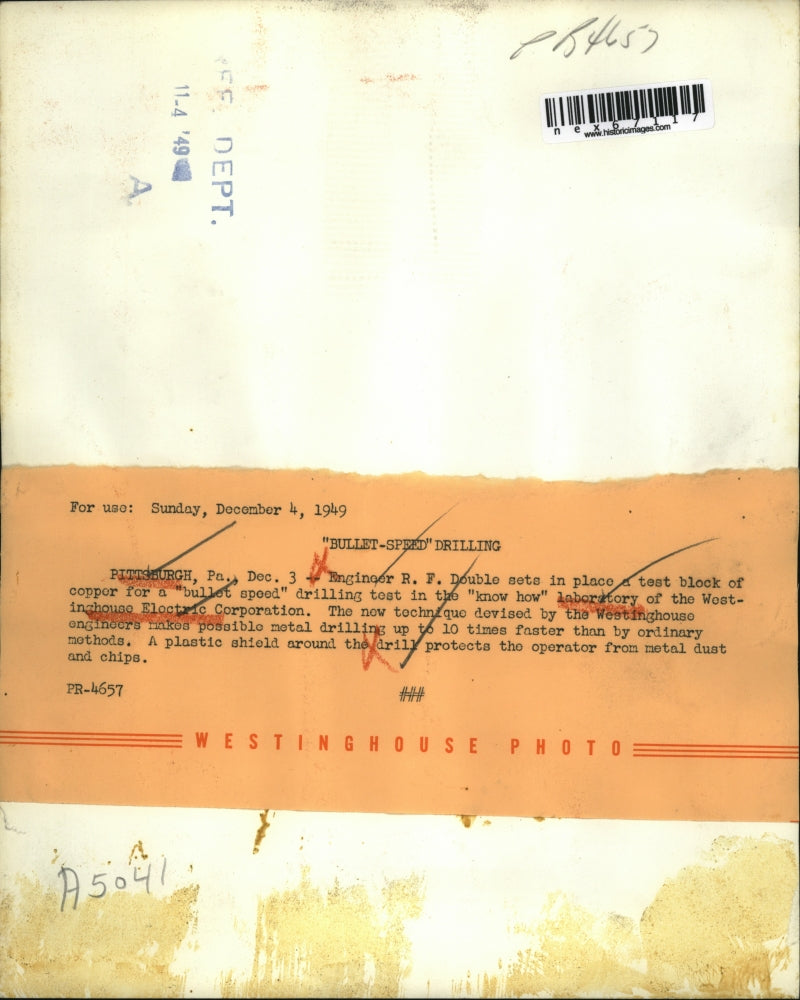 PR4657
nex67117
www.historicimages.com
DEPT.
11-4 '49
A
For use: Sunday, December 4, 1949
"BULLET-SPEED" DRILLING
PITTSBURGH, Pa., Dec. 3 -- Engineer R. F. Double sets in place a test block of
copper for a "bullet speed" drilling test in the "know how" laboratory of the West-
inghouse Electric Corporation. The new technique devised by the Westinghouse
engineers makes possible metal drilling up to 10 times faster than by ordinary
methods. A plastic shield around the drill protects the operator from metal dust
and chips.
PR-4657
###
WESTINGHOUSE PHOTO
A5041